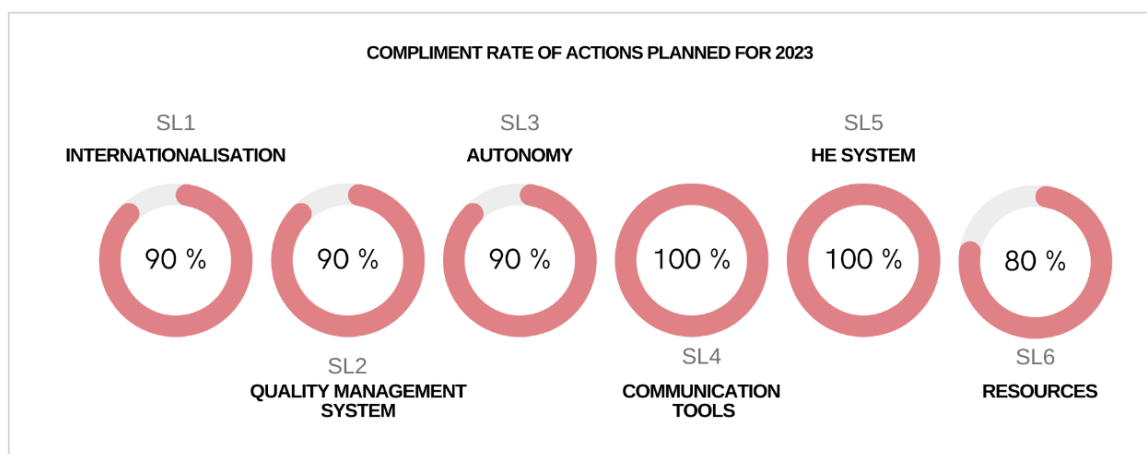 COMPLIMENT RATE OF ACTIONS PLANNED FOR 2023
SL1
INTERNATIONALISATION
90 %
SL2
QUALITY MANAGEMENT
SYSTEM
90 %
SL3
AUTONOMY
90 %
SL4
COMMUNICATION
TOOLS
100 %
SL5
HE SYSTEM
100 %
SL6
RESOURCES
80 %